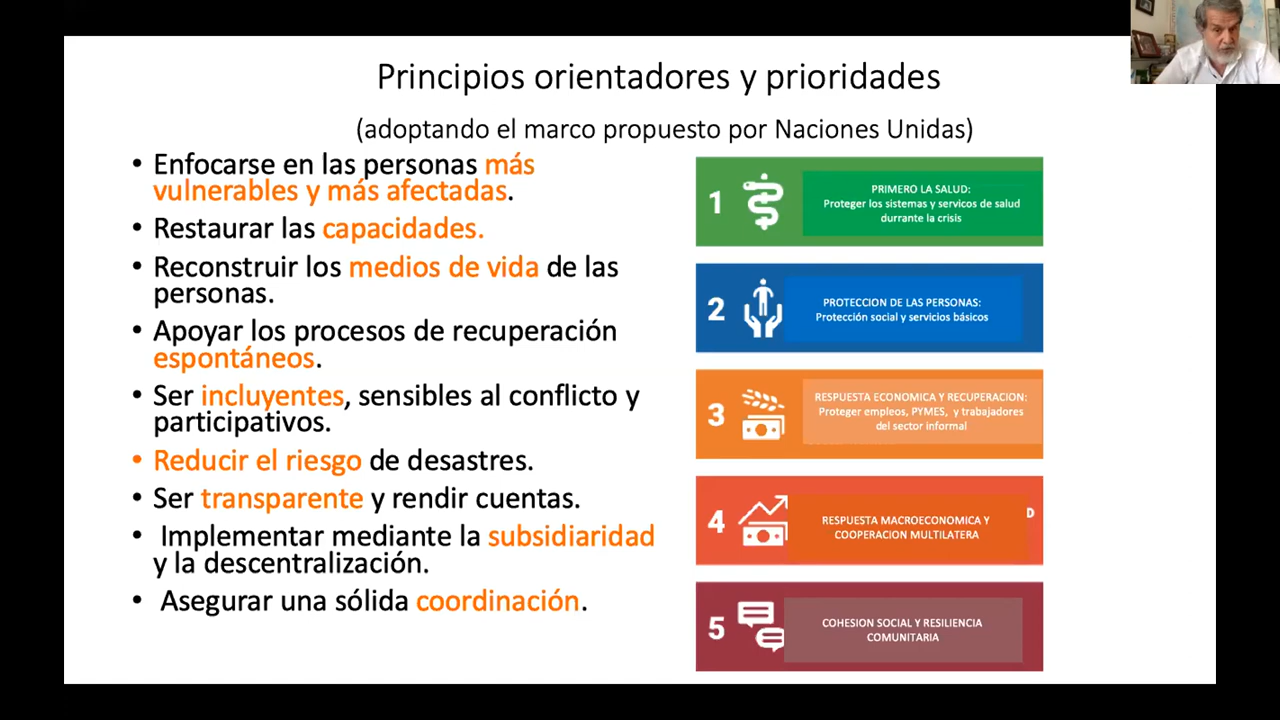 Principios orientadores y prioridades
(adoptando el marco propuesto por Naciones Unidas)
• Enfocarse en las personas más
vulnerables y más afectadas.
• Restaurar las capacidades.
• Reconstruir los medios de vida de las
personas.
• Apoyar los procesos de recuperación
espontáneos.
• Ser incluyentes, sensibles al conflicto y
participativos.
• Reducir el riesgo de desastres.
• Ser transparente y rendir cuentas.
• Implementar mediante la subsidiaridad
y la descentralización.
• Asegurar una sólida coordinación.
1
PRIMERO LA SALUD:
Proteger los sistemas y servicos de salud
durrante la crisis
2
PROTECCION DE LAS PERSONAS:
Protección social y servicios básicos
3
RESPUESTA ECONOMICA Y RECUPERACION:
Proteger empleos, PYMES, y trabajadores
del sector informal
4
RESPUESTA MACROECONOMICA Y
COOPERACION MULTILATERA
5
COHESION SOCIAL Y RESILIENCIA
COMUNITARIA